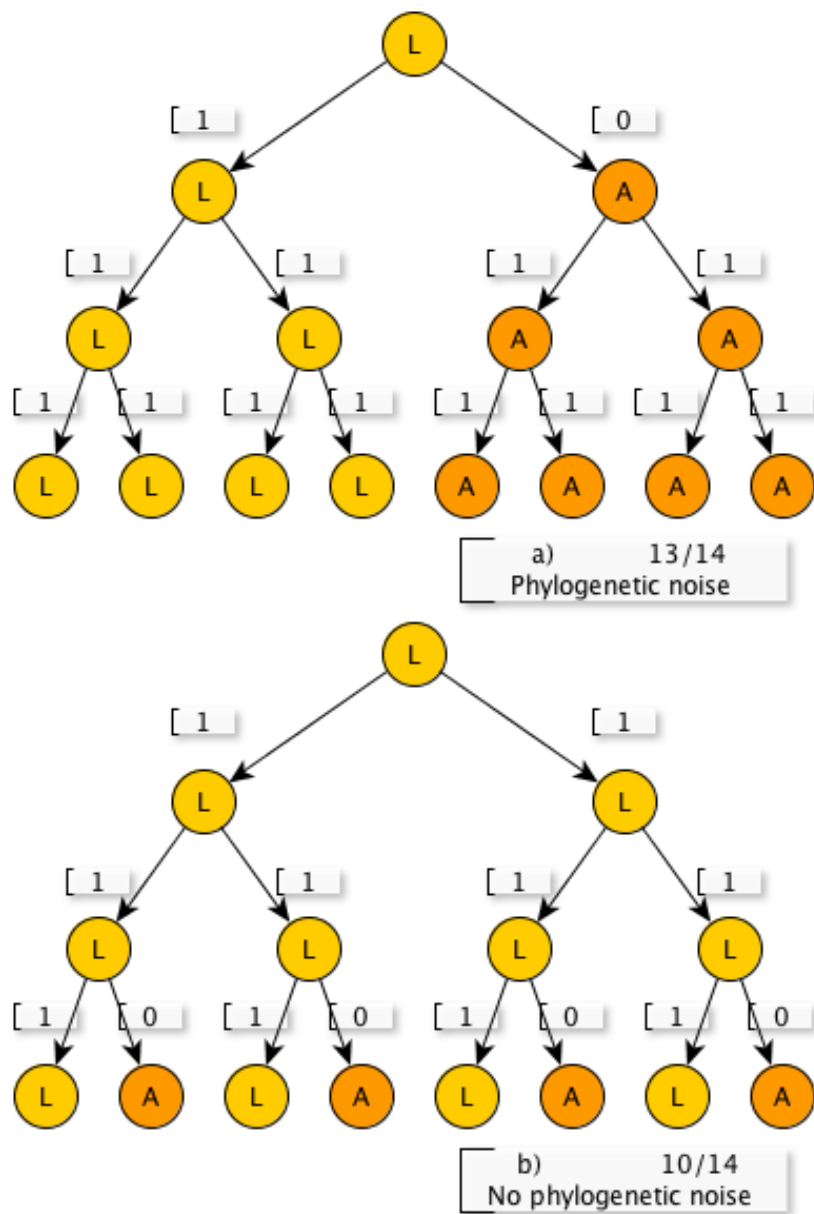 L
1 0
L A
1 1 1 1
L L A A
1 1 1 1 1 1 1 1
L L L L A A A A
a) 13/14
Phylogenetic noise
L
1 1
L L
1 1 1 1
L L L L
1 0 1 0 1 0 1 0
L A L A L A L A
b) 10/14
No phylogenetic noise